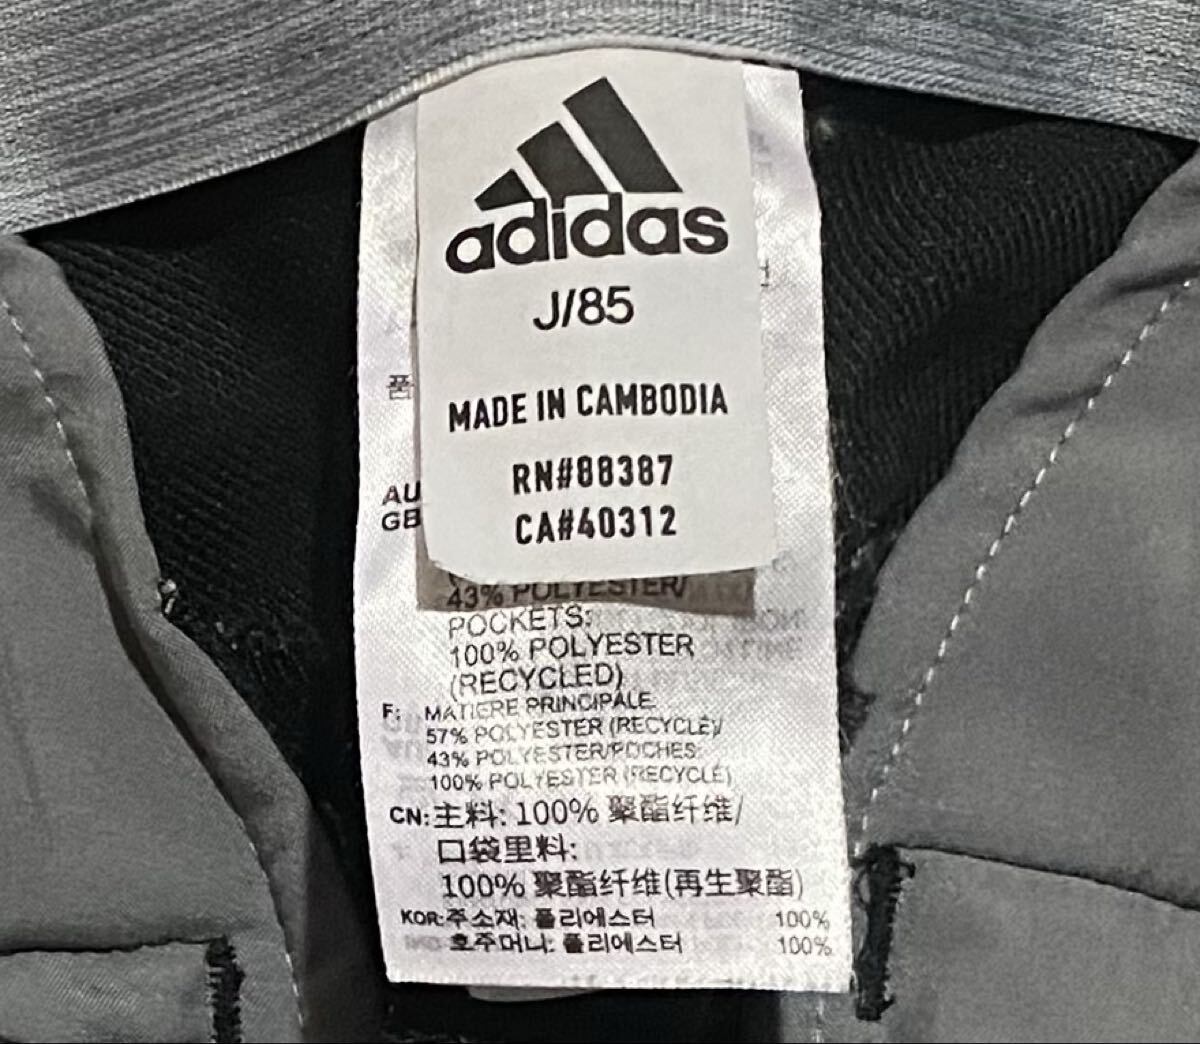 adidas
J/85
MADE IN CAMBODIA
RN#88387
CA#40312
품
AU
GB
43% POLYESTER/
POCKETS:
100% POLYESTER
(RECYCLED)
F: MATIERE PRINCIPALE
57% POLYESTER (RECYCLÉ)/
43% POLYESTER/POCHES:
100% POLYESTER (RECYCLÉ)
CN: 主料: 100% 聚酯纤维/
口袋里料:
100% 聚酯纤维(再生聚酯)
KOR: 주소재: 폴리에스터 100%
호주머니: 폴리에스터 100%